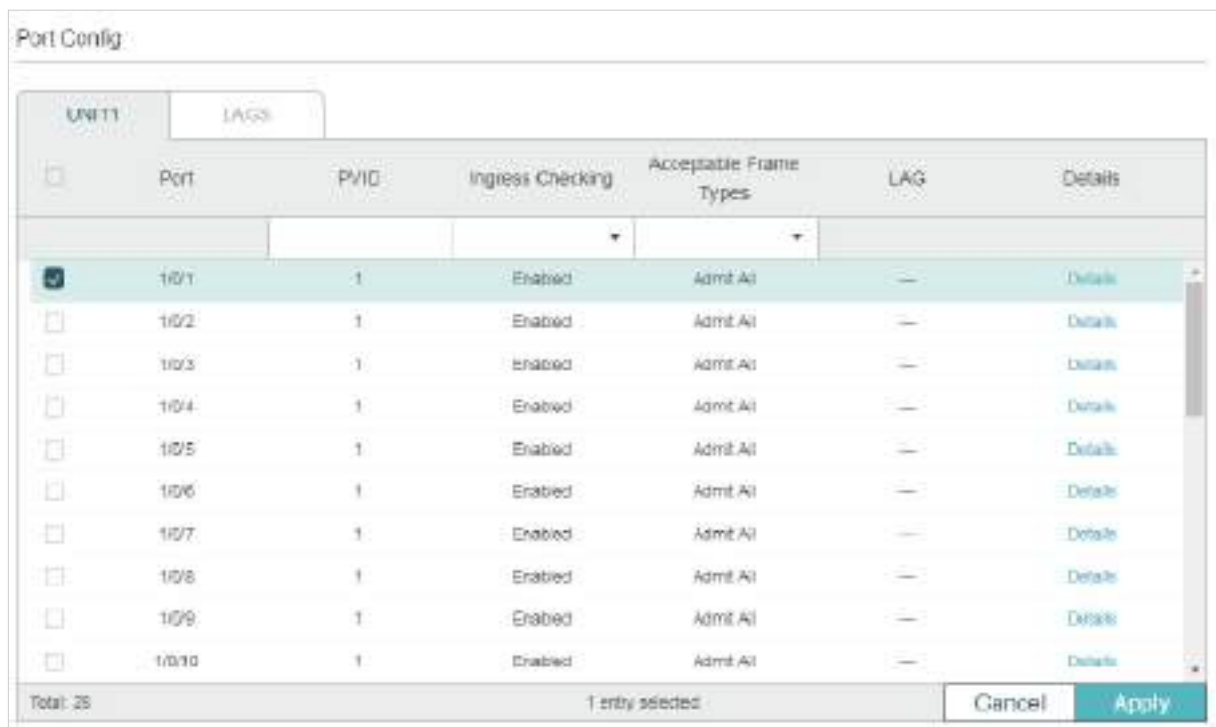 Port Config
UNIT1 LAGS
Port PVID Ingress Checking Acceptable Frame Types LAG Details
1/0/1 1 Enabled Admit All --- Details
1/0/2 1 Enabled Admit All --- Details
1/0/3 1 Enabled Admit All --- Details
1/0/4 1 Enabled Admit All --- Details
1/0/5 1 Enabled Admit All --- Details
1/0/6 1 Enabled Admit All --- Details
1/0/7 1 Enabled Admit All --- Details
1/0/8 1 Enabled Admit All --- Details
1/0/9 1 Enabled Admit All --- Details
1/0/10 1 Enabled Admit All --- Details
Total: 28 1 entry selected Cancel Apply